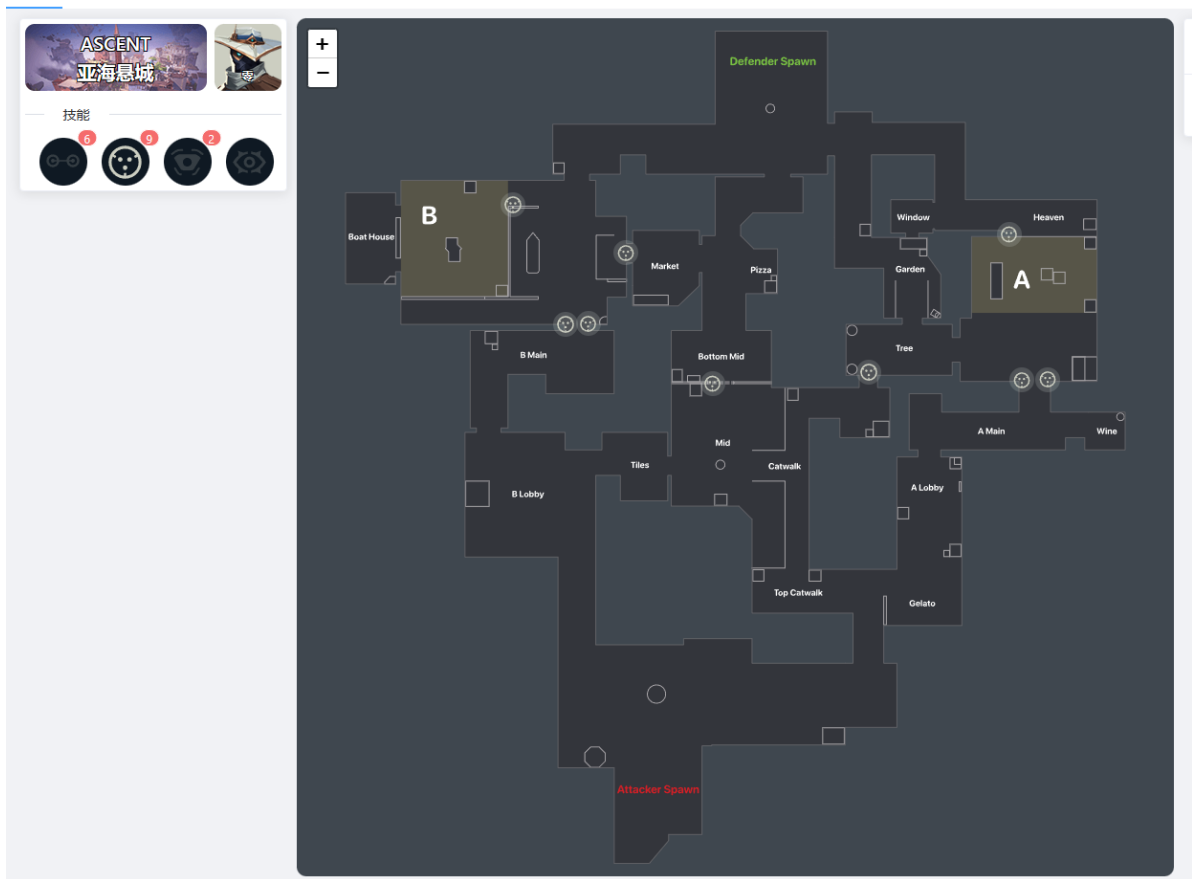 ASCENT
亚海悬城
零
技能
6
9
2
+
−
Defender Spawn
B
Boat House
Market
Pizza
Window
Heaven
Garden
A
Tree
B Main
Bottom Mid
Mid
Catwalk
Tiles
B Lobby
A Main
Wine
A Lobby
Top Catwalk
Gelato
Attacker Spawn